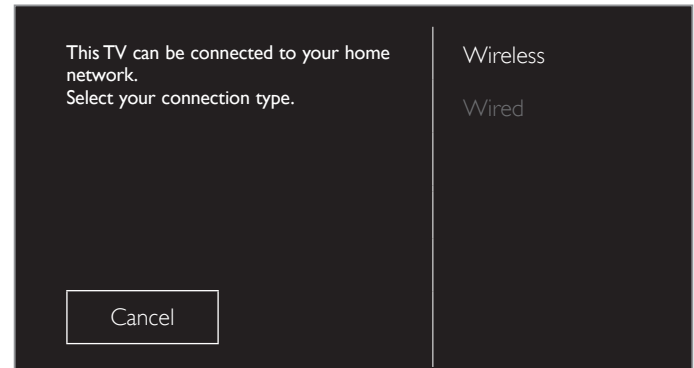 This TV can be connected to your home
network.
Select your connection type.
Cancel
Wireless
Wired